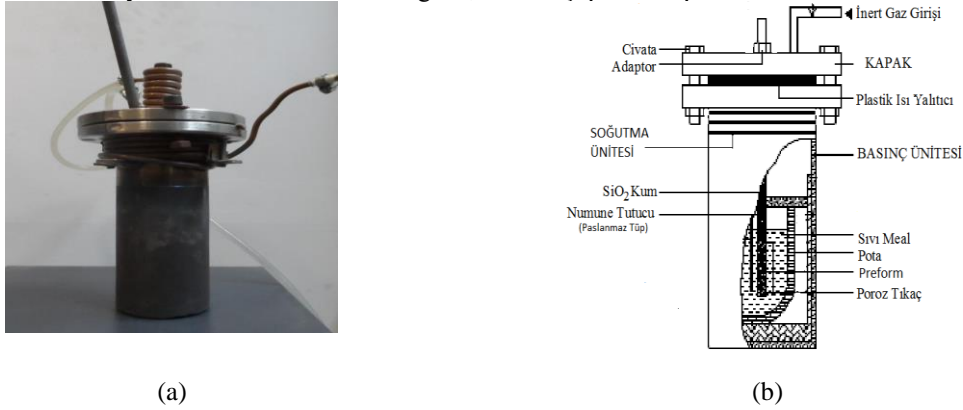 İnert Gaz Girişi
Civata
Adaptor
KAPAK
Plastik Isı Yalıtıcı
SOĞUTMA
ÜNİTESİ
BASINÇ ÜNİTESİ
SiO2 Kum
Numune Tutucu
(Paslanmaz Tüp)
Sıvı Meal
Pota
Preform
Poroz Tıkaç
(a)
(b)